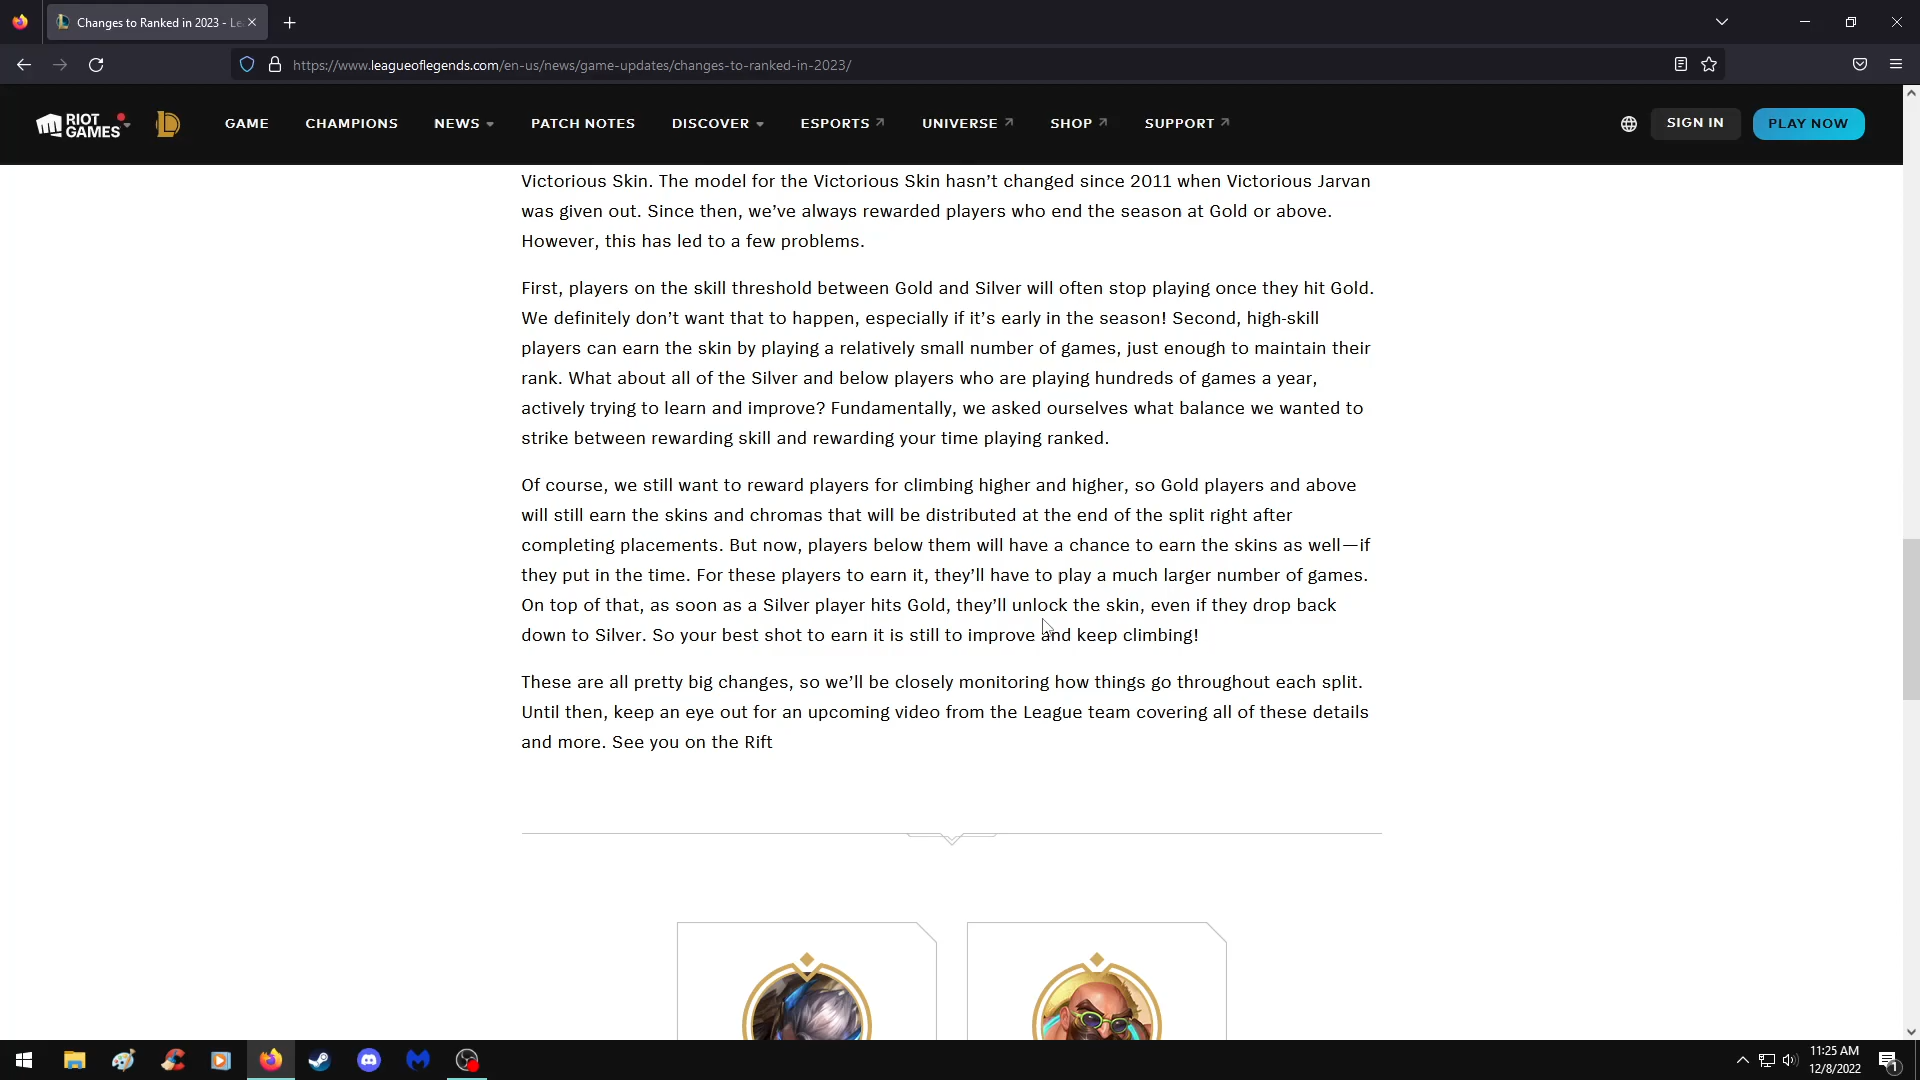 Changes to Ranked in 2023 - Le
https://www.leagueoflegends.com/en-us/news/game-updates/changes-to-ranked-in-2023/
RIOT GAMES
GAME
CHAMPIONS
NEWS
PATCH NOTES
DISCOVER
ESPORTS
UNIVERSE
SHOP
SUPPORT
SIGN IN
PLAY NOW
Victorious Skin. The model for the Victorious Skin hasn’t changed since 2011 when Victorious Jarvan
was given out. Since then, we’ve always rewarded players who end the season at Gold or above.
However, this has led to a few problems.
First, players on the skill threshold between Gold and Silver will often stop playing once they hit Gold.
We definitely don’t want that to happen, especially if it’s early in the season! Second, high-skill
players can earn the skin by playing a relatively small number of games, just enough to maintain their
rank. What about all of the Silver and below players who are playing hundreds of games a year,
actively trying to learn and improve? Fundamentally, we asked ourselves what balance we wanted to
strike between rewarding skill and rewarding your time playing ranked.
Of course, we still want to reward players for climbing higher and higher, so Gold players and above
will still earn the skins and chromas that will be distributed at the end of the split right after
completing placements. But now, players below them will have a chance to earn the skins as well—if
they put in the time. For these players to earn it, they’ll have to play a much larger number of games.
On top of that, as soon as a Silver player hits Gold, they’ll unlock the skin, even if they drop back
down to Silver. So your best shot to earn it is still to improve and keep climbing!
These are all pretty big changes, so we’ll be closely monitoring how things go throughout each split.
Until then, keep an eye out for an upcoming video from the League team covering all of these details
and more. See you on the Rift
11:25 AM
12/8/2022
1